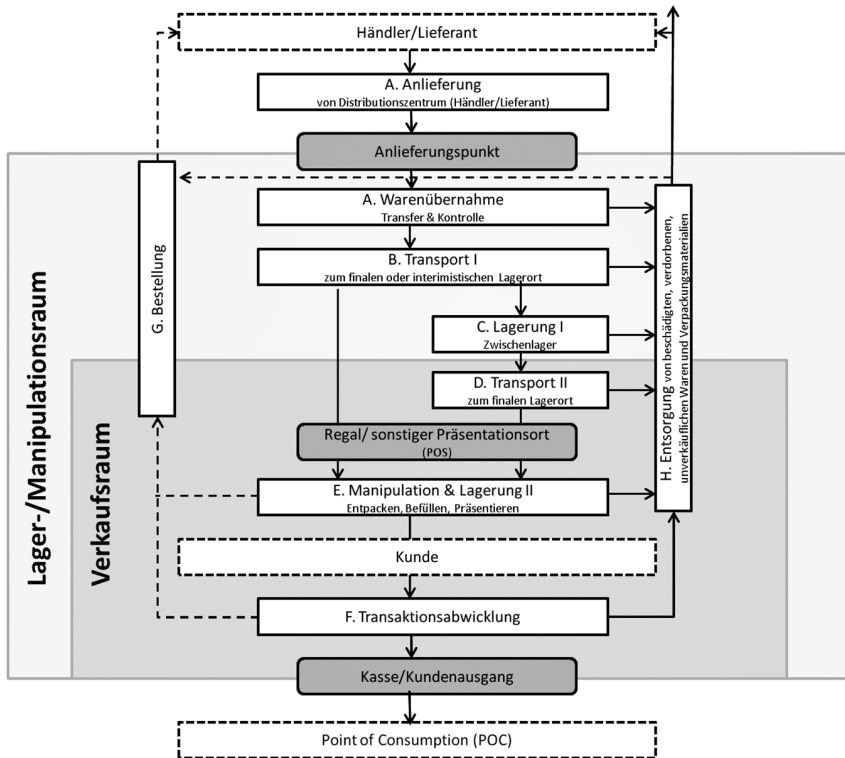 Händler/Lieferant
A. Anlieferung
von Distributionszentrum (Händler/Lieferant)
Anlieferungspunkt
A. Warenübernahme
Transfer & Kontrolle
B. Transport I
zum finalen oder interimistischen Lagerort
C. Lagerung I
Zwischenlager
D. Transport II
zum finalen Lagerort
Regal/ sonstiger Präsentationsort
(POS)
E. Manipulation & Lagerung II
Entpacken, Befüllen, Präsentieren
Kunde
F. Transaktionsabwicklung
Kasse/Kundenausgang
Point of Consumption (POC)
G. Bestellung
H. Entsorgung von beschädigten, verdorbenen,
unverkäuflichen Waren und Verpackungsmaterialien
Lager-/Manipulationsraum
Verkaufsraum